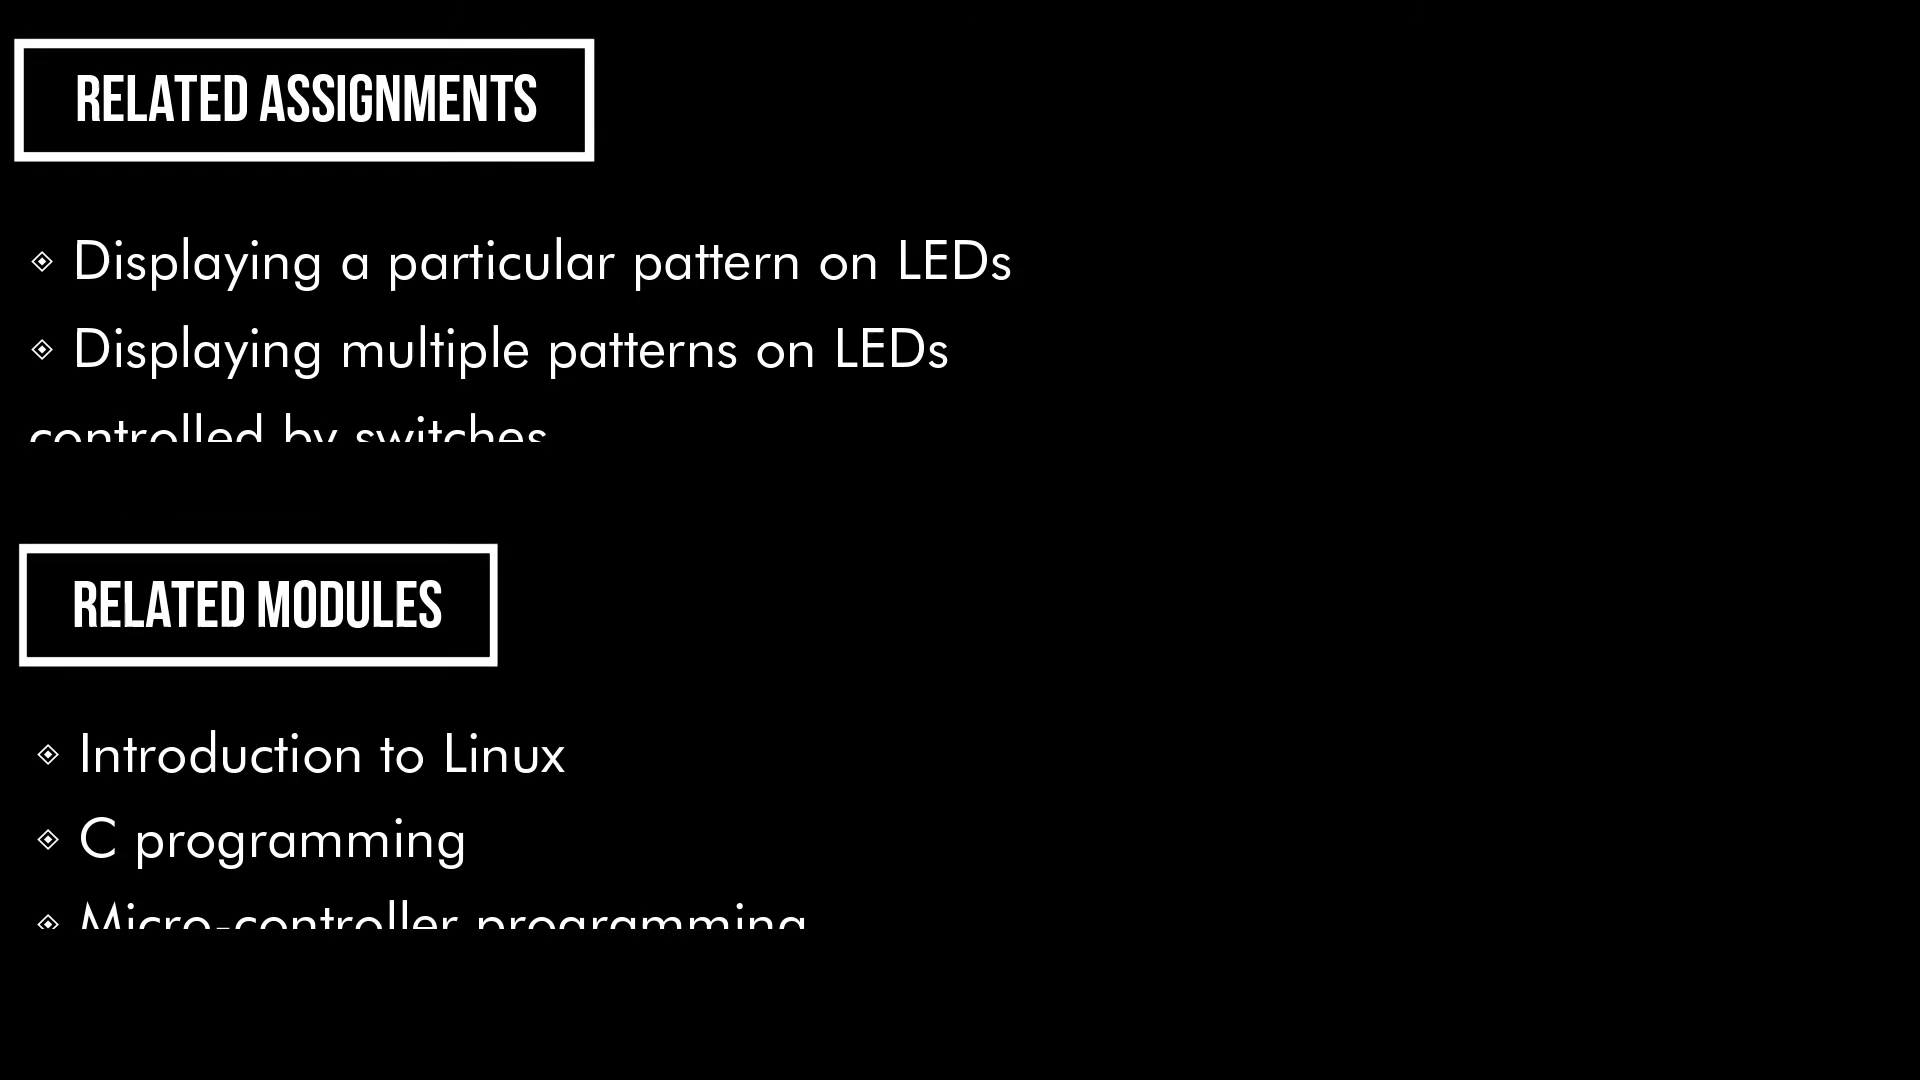 RELATED ASSIGNMENTS
◈ Displaying a particular pattern on LEDs
◈ Displaying multiple patterns on LEDs
controlled by switches
RELATED MODULES
◈ Introduction to Linux
◈ C programming
◈ Micro-controller programming